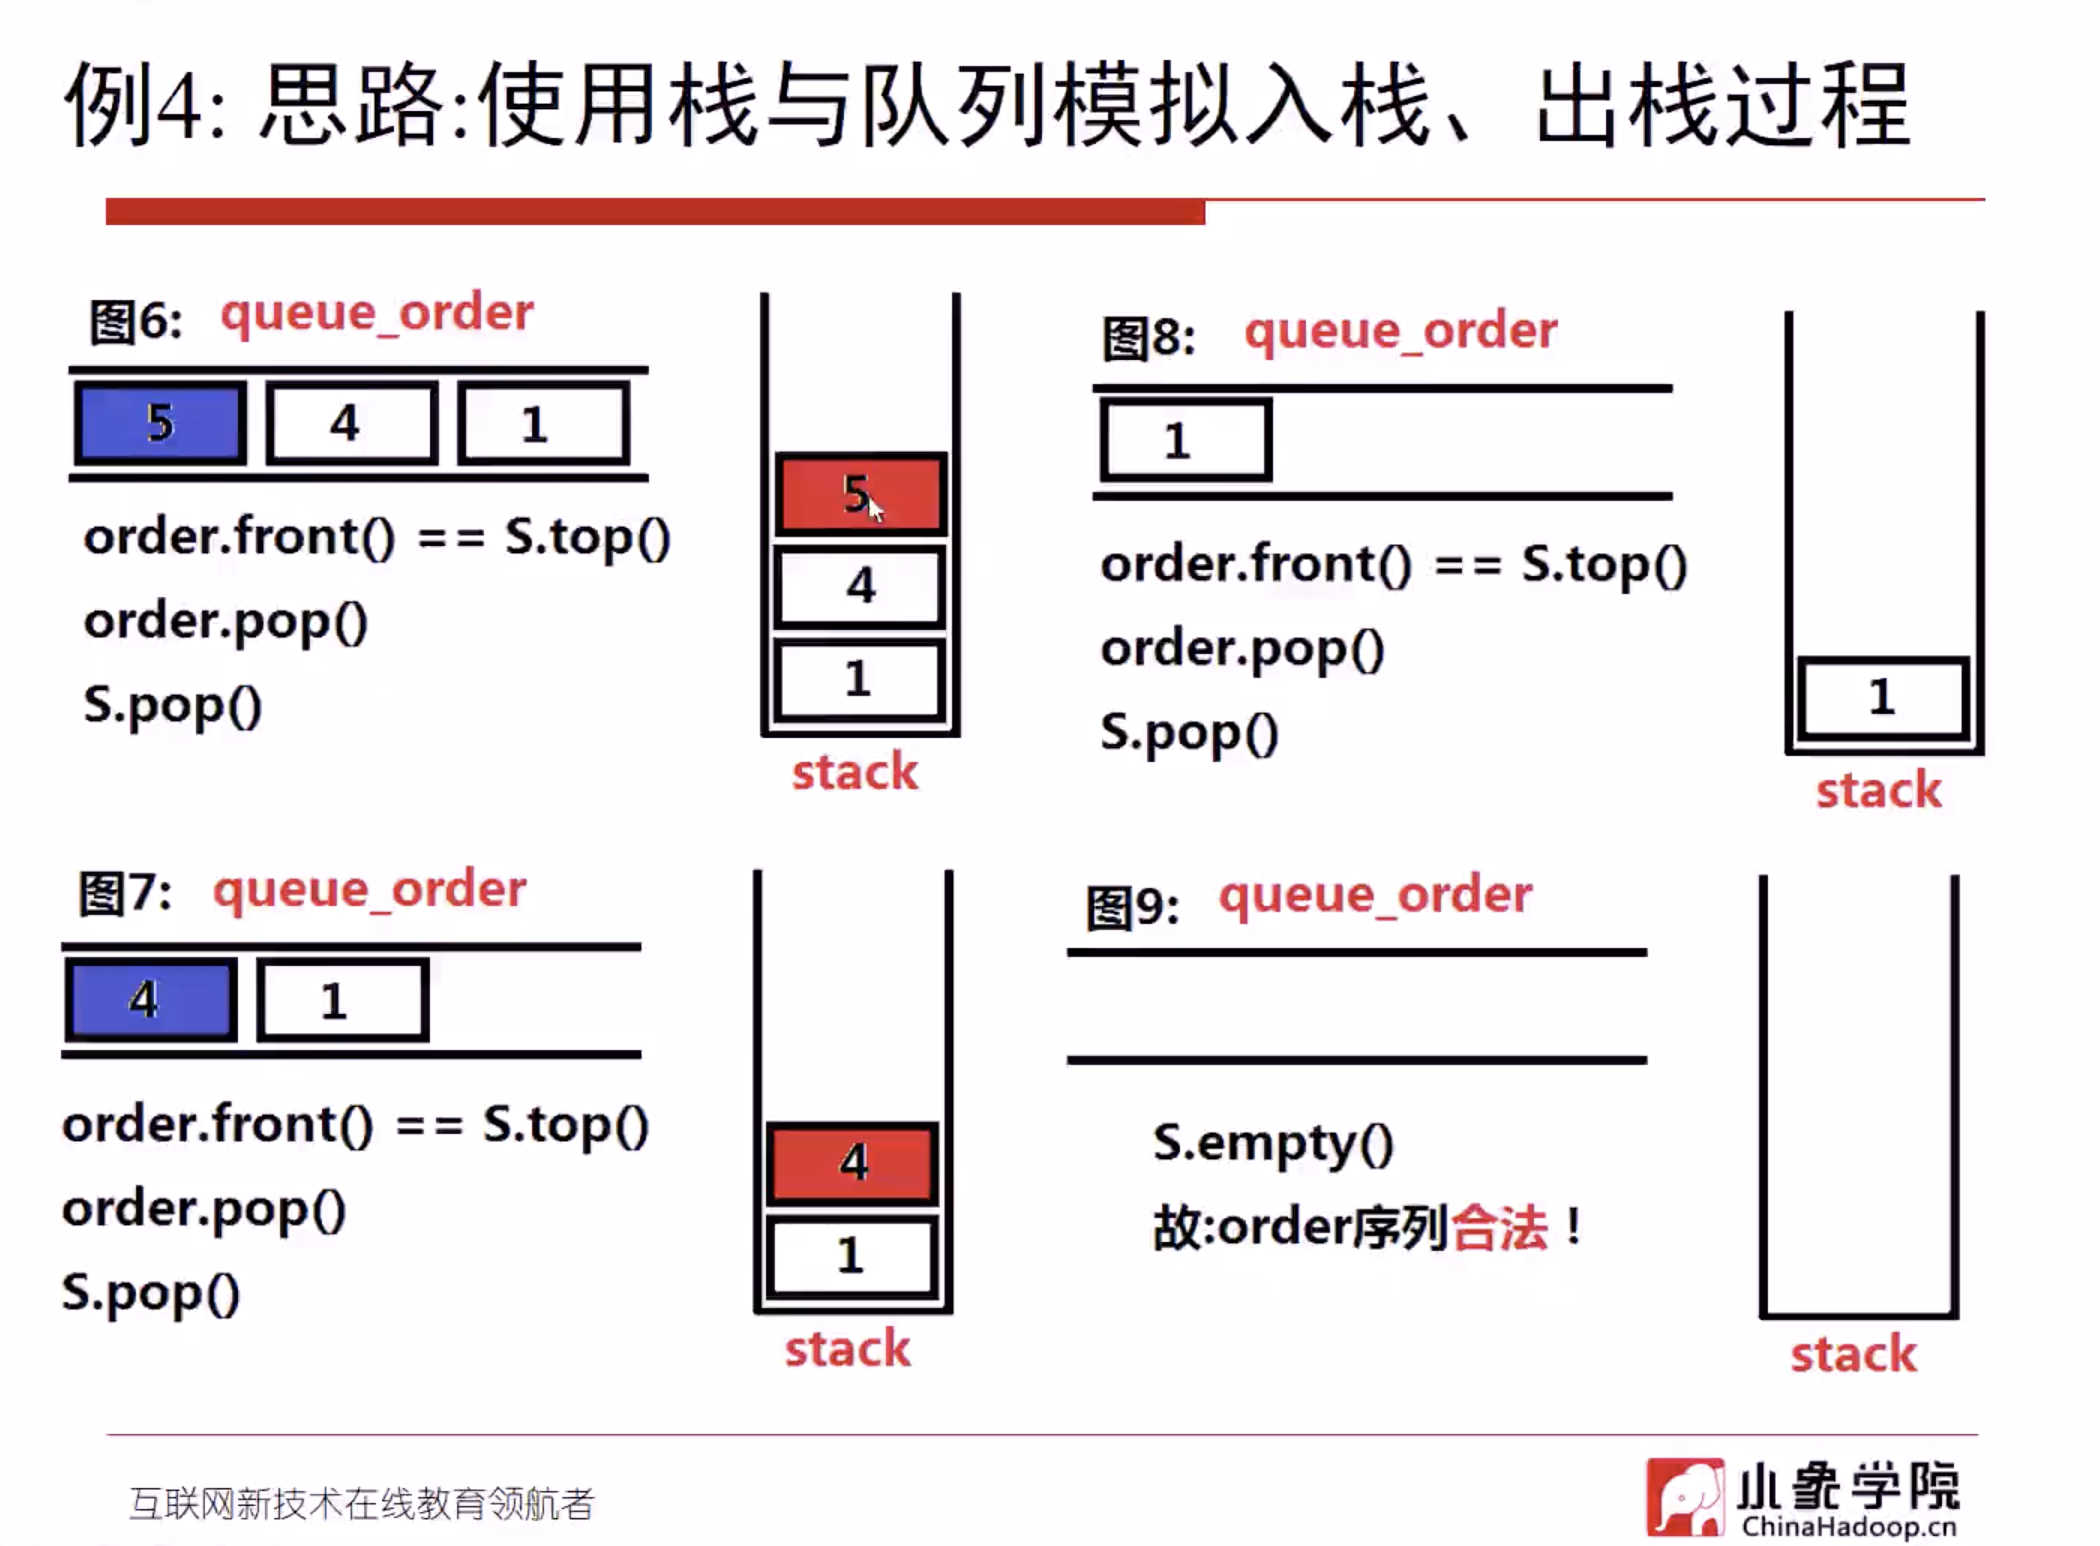 例4: 思路:使用栈与队列模拟入栈、出栈过程
图6: queue_order
5 4 1
order.front() == S.top()
order.pop()
S.pop()
5
4
1
stack
图7: queue_order
4 1
order.front() == S.top()
order.pop()
S.pop()
4
1
stack
图8: queue_order
1
order.front() == S.top()
order.pop()
S.pop()
1
stack
图9: queue_order
S.empty()
故:order序列合法！
stack
互联网新技术在线教育领航者
小象学院
ChinaHadoop.cn